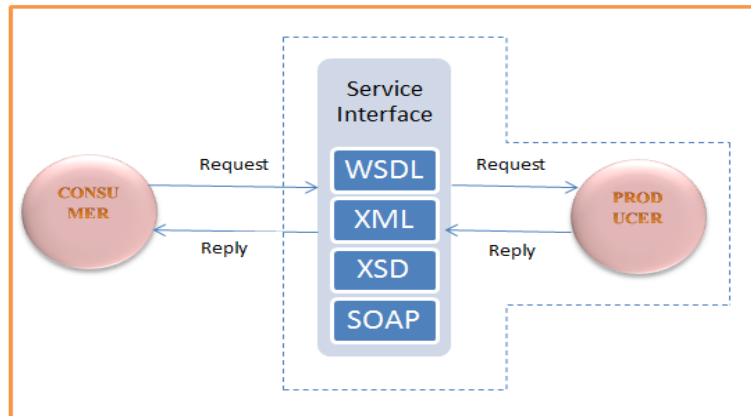 Service
Interface
WSDL
XML
XSD
SOAP
Request
Reply
Request
Reply
CONSU
MER
PROD
UCER